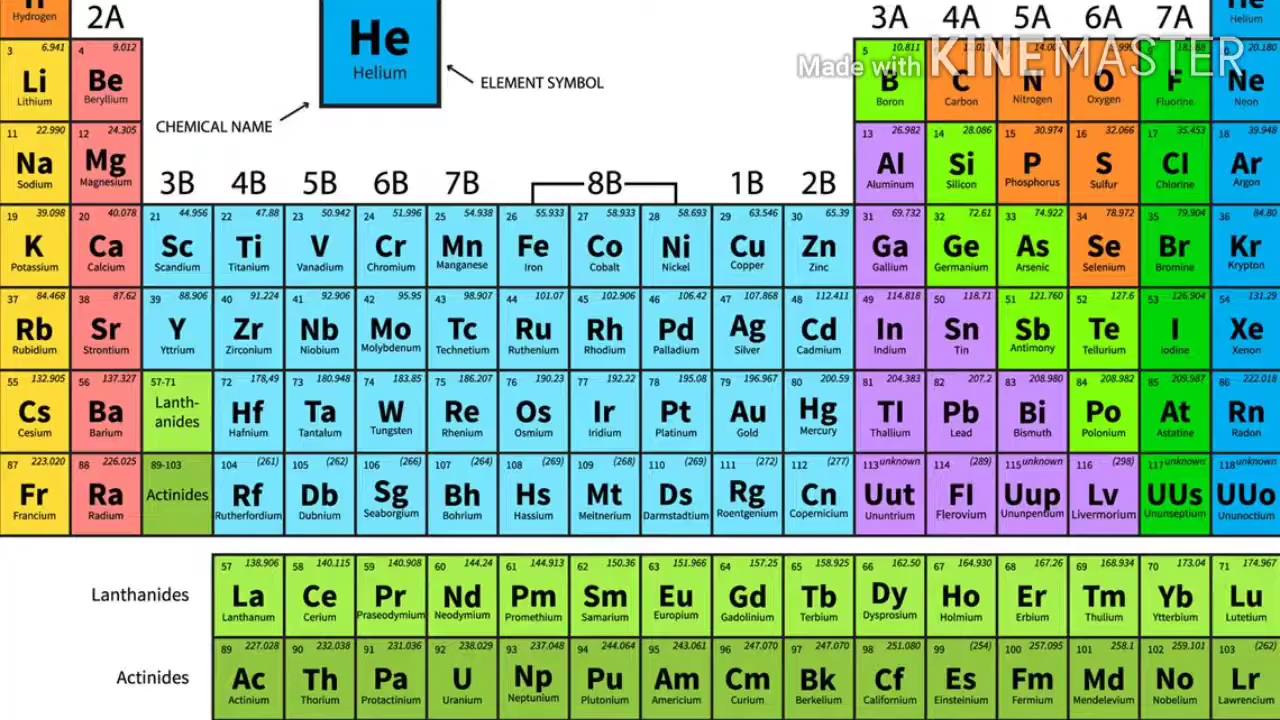 Hydrogen 2A He Helium 3A 4A 5A 6A 7A Helium
ELEMENT SYMBOL
CHEMICAL NAME
Made with KINEMASTER
3 6.941 Li Lithium 4 9.012 Be Beryllium 5 10.811 B Boron C Carbon N Nitrogen O Oxygen F Fluorine 20.180 Ne Neon
11 22.990 Na Sodium 12 24.305 Mg Magnesium 13 26.982 Al Aluminum 14 28.086 Si Silicon 15 30.974 P Phosphorus 16 32.066 S Sulfur 17 35.453 Cl Chlorine 18 39.948 Ar Argon
3B 4B 5B 6B 7B 8B 1B 2B
19 39.098 K Potassium 20 40.078 Ca Calcium 21 44.956 Sc Scandium 22 47.88 Ti Titanium 23 50.942 V Vanadium 24 51.996 Cr Chromium 25 54.938 Mn Manganese 26 55.933 Fe Iron 27 58.933 Co Cobalt 28 58.693 Ni Nickel 29 63.546 Cu Copper 30 65.39 Zn Zinc 31 69.732 Ga Gallium 32 72.61 Ge Germanium 33 74.922 As Arsenic 34 78.972 Se Selenium 35 79.904 Br Bromine 36 84.80 Kr Krypton
37 84.468 Rb Rubidium 38 87.62 Sr Strontium 39 88.906 Y Yttrium 40 91.224 Zr Zirconium 41 92.906 Nb Niobium 42 95.95 Mo Molybdenum 43 98.907 Tc Technetium 44 101.07 Ru Ruthenium 45 102.906 Rh Rhodium 46 106.42 Pd Palladium 47 107.868 Ag Silver 48 112.411 Cd Cadmium 49 114.818 In Indium 50 118.71 Sn Tin 51 121.760 Sb Antimony 52 127.6 Te Tellurium 53 126.904 I Iodine 54 131.29 Xe Xenon
55 132.905 Cs Cesium 56 137.327 Ba Barium 57-71 Lanth-anides 72 178,49 Hf Hafnium 73 180.948 Ta Tantalum 74 183.85 W Tungsten 75 186.207 Re Rhenium 76 190.23 Os Osmium 77 192.22 Ir Iridium 78 195.08 Pt Platinum 79 196.967 Au Gold 80 200.59 Hg Mercury 81 204.383 Tl Thallium 82 207.2 Pb Lead 83 208.980 Bi Bismuth 84 208.982 Po Polonium 85 209.987 At Astatine 86 222.018 Rn Radon
87 223.020 Fr Francium 88 226.025 Ra Radium 89-103 Actinides 104 (261) Rf Rutherfordium 105 (262) Db Dubnium 106 (266) Sg Seaborgium 107 (264) Bh Bohrium 108 (269) Hs Hassium 109 (268) Mt Meitnerium 110 (269) Ds Darmstadtium 111 (272) Rg Roentgenium 112 (277) Cn Copernicium 113 unknown Uut Ununtrium 114 (289) Fl Flerovium 115 unknown Uup Ununpentium 116 (298) Lv Livermorium 117 unknown UUs Ununseptium 118 unknown UUo Ununoctium
Lanthanides 57 138.906 La Lanthanum 58 140.115 Ce Cerium 59 140.908 Pr Praseodymium 60 144.24 Nd Neodymium 61 144.913 Pm Promethium 62 150.36 Sm Samarium 63 151.966 Eu Europium 64 157.25 Gd Gadolinium 65 158.925 Tb Terbium 66 162.50 Dy Dysprosium 67 164.930 Ho Holmium 68 167.26 Er Erbium 69 168.934 Tm Thulium 70 173.04 Yb Ytterbium 71 174.967 Lu Lutetium
Actinides 89 227.028 Ac Actinium 90 232.038 Th Thorium 91 231.036 Pa Protactinium 92 238.029 U Uranium 93 237.048 Np Neptunium 94 244.064 Pu Plutonium 95 243.061 Am Americium 96 247.070 Cm Curium 97 247.070 Bk Berkelium 98 251.080 Cf Californium 99 (254) Es Einsteinium 100 257.095 Fm Fermium 101 258.1 Md Mendelevium 102 259.101 No Nobelium 103 (262) Lr Lawrencium